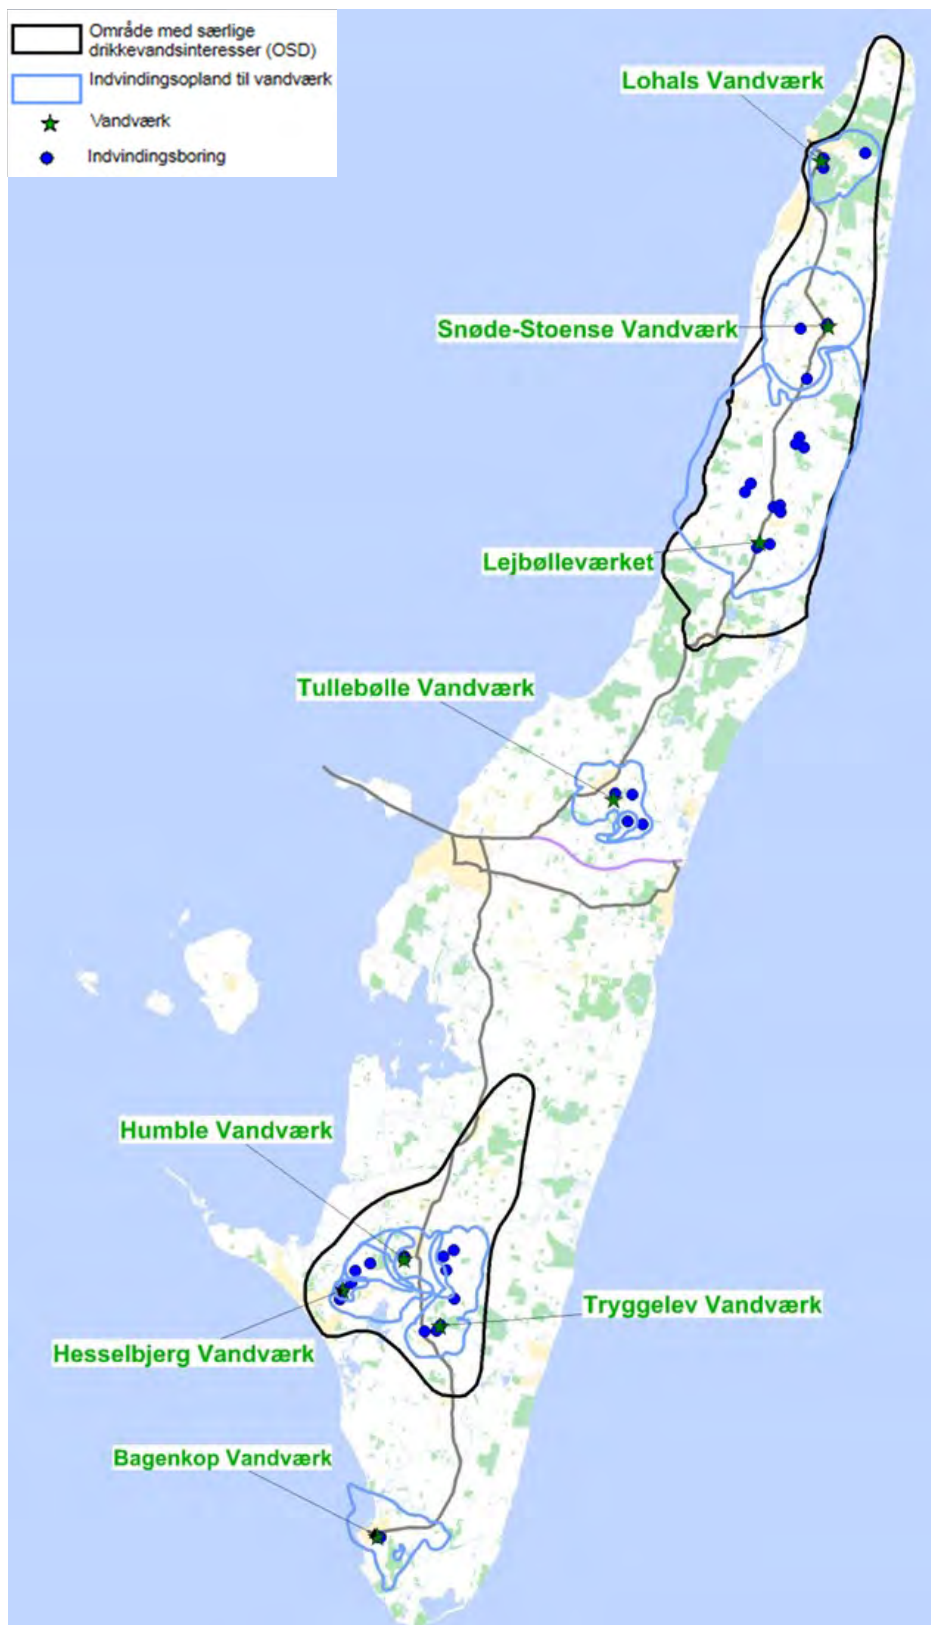 Område med særlige
drikkevandsinteresser (OSD)
Indvindingsopland til vandværk
Vandværk
Indvindingsboring
Lohals Vandværk
Snøde-Stoense Vandværk
Lejbølleværket
Tullebølle Vandværk
Humble Vandværk
Tryggelev Vandværk
Hesselbjerg Vandværk
Bagenkop Vandværk